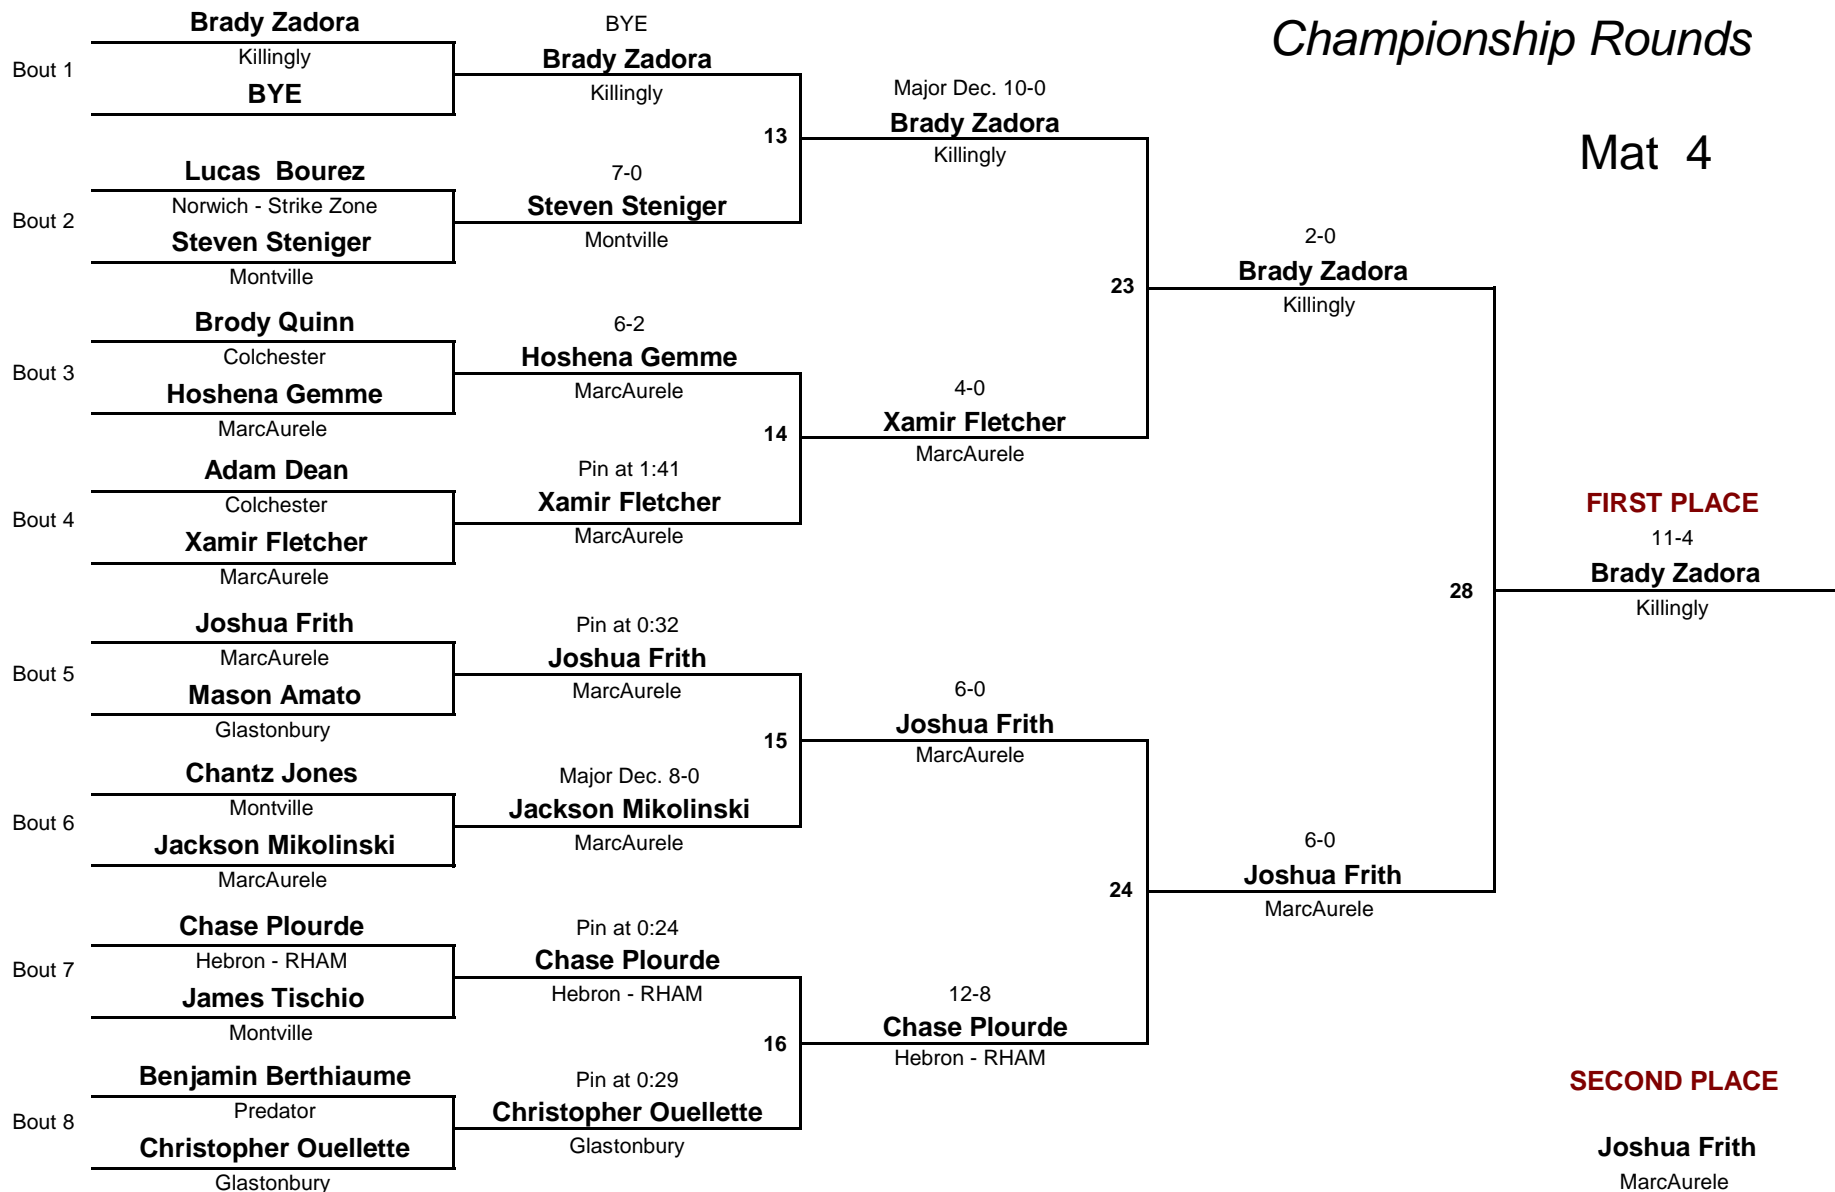 Championship Rounds
Mat 4
Bout 1
Brady Zadora
Killingly
BYE
Bout 2
Lucas Bourez
Norwich - Strike Zone
Steven Steniger
Montville
Bout 3
Brody Quinn
Colchester
Hoshena Gemme
MarcAurele
Bout 4
Adam Dean
Colchester
Xamir Fletcher
MarcAurele
Bout 5
Joshua Frith
MarcAurele
Mason Amato
Glastonbury
Bout 6
Chantz Jones
Montville
Jackson Mikolinski
MarcAurele
Bout 7
Chase Plourde
Hebron - RHAM
James Tischio
Montville
Bout 8
Benjamin Berthiaume
Predator
Christopher Ouellette
Glastonbury
BYE
Brady Zadora
Killingly
13
7-0
Steven Steniger
Montville
6-2
Hoshena Gemme
MarcAurele
14
Pin at 1:41
Xamir Fletcher
MarcAurele
Pin at 0:32
Joshua Frith
MarcAurele
15
Major Dec. 8-0
Jackson Mikolinski
MarcAurele
Pin at 0:24
Chase Plourde
Hebron - RHAM
16
Pin at 0:29
Christopher Ouellette
Glastonbury
Major Dec. 10-0
Brady Zadora
Killingly
23
4-0
Xamir Fletcher
MarcAurele
6-0
Joshua Frith
MarcAurele
24
12-8
Chase Plourde
Hebron - RHAM
2-0
Brady Zadora
Killingly
28
6-0
Joshua Frith
MarcAurele
FIRST PLACE
11-4
Brady Zadora
Killingly
SECOND PLACE
Joshua Frith
MarcAurele